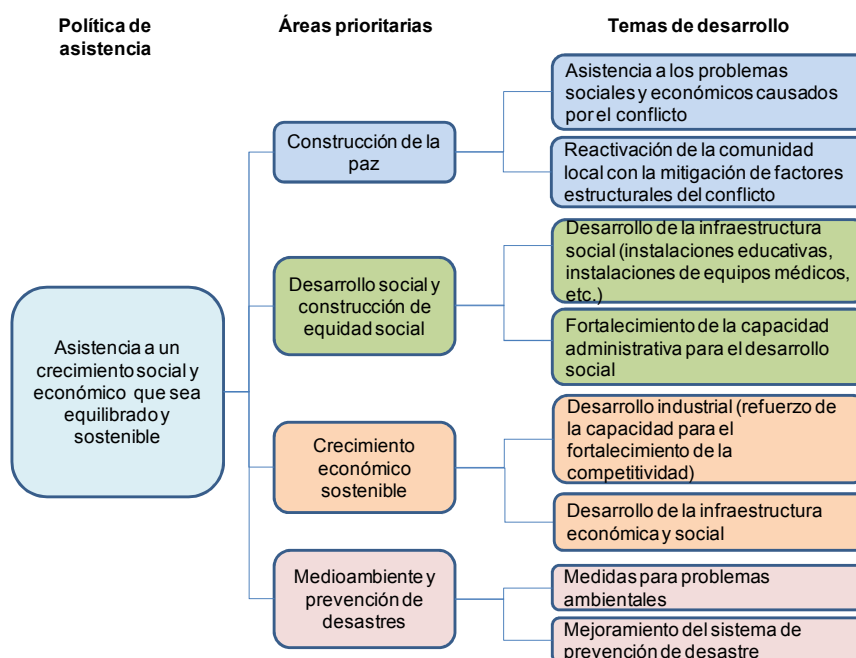 Política de
asistencia
Áreas prioritarias
Temas de desarrollo
Asistencia a un
crecimiento social y
económico que sea
equilibrado y
sostenible
Construcción de la
paz
Asistencia a los problemas
sociales y económicos causados
por el conflicto
Reactivación de la comunidad
local con la mitigación de factores
estructurales del conflicto
Desarrollo social y
construcción de
equidad social
Desarrollo de la infraestructura
social (instalaciones educativas,
instalaciones de equipos médicos,
etc.)
Fortalecimiento de la capacidad
administrativa para el desarrollo
social
Crecimiento
económico
sostenible
Desarrollo industrial (refuerzo de
la capacidad para el
fortalecimiento de la
competitividad)
Desarrollo de la infraestructura
económica y social
Medioambiente y
prevención de
desastres
Medidas para problemas
ambientales
Mejoramiento del sistema de
prevención de desastre